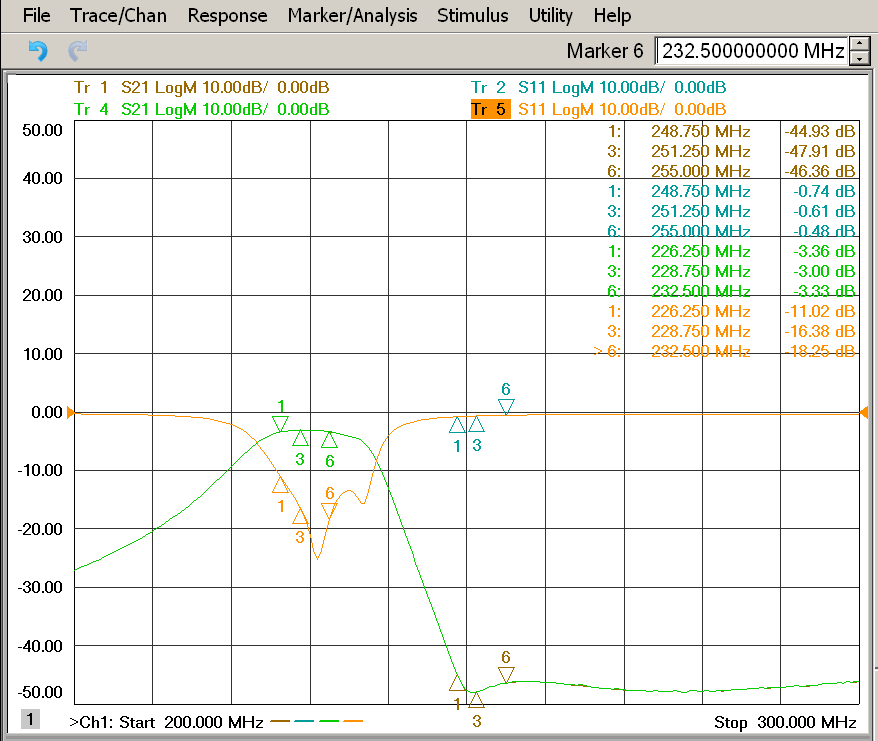 File Trace/Chan Response Marker/Analysis Stimulus Utility Help
Marker 6 232.500000000 MHz
Tr 1 S21 LogM 10.00dB/ 0.00dB Tr 2 S11 LogM 10.00dB/ 0.00dB
Tr 4 S21 LogM 10.00dB/ 0.00dB Tr 5 S11 LogM 10.00dB/ 0.00dB
50.00
1: 248.750 MHz -44.93 dB
3: 251.250 MHz -47.91 dB
6: 255.000 MHz -46.36 dB
40.00
1: 248.750 MHz -0.74 dB
3: 251.250 MHz -0.61 dB
6: 255.000 MHz -0.48 dB
30.00
1: 226.250 MHz -3.36 dB
3: 228.750 MHz -3.00 dB
6: 232.500 MHz -3.33 dB
20.00
1: 226.250 MHz -11.02 dB
3: 228.750 MHz -16.38 dB
> 6: 232.500 MHz -18.25 dB
10.00
6
1
0.00
1 3
3 6
-10.00
6
1
3
-20.00
-30.00
-40.00
6
-50.00
1
3
1 >Ch1: Start 200.000 MHz Stop 300.000 MHz